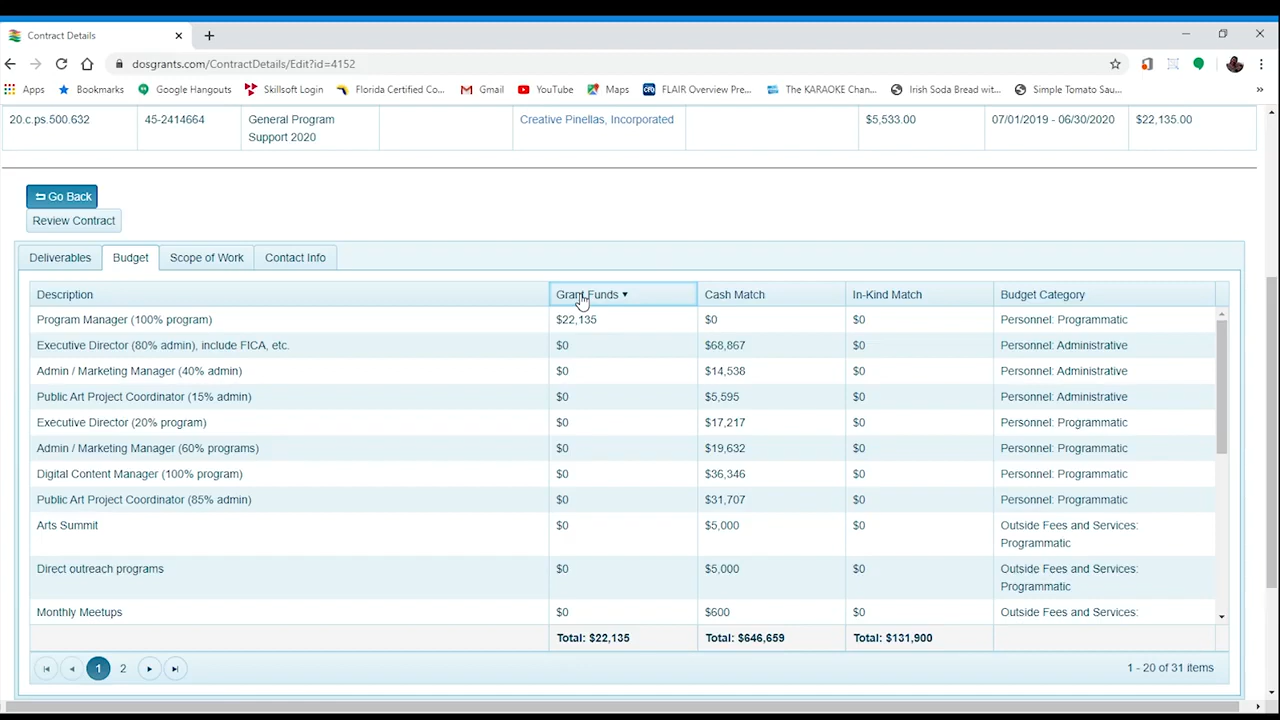 Contract Details
dosgrants.com/ContractDetails/Edit?id=4152
Apps Bookmarks Google Hangouts Skillsoft Login Florida Certified Co... Gmail YouTube Maps FLAIR Overview Pre... The KARAOKE Chan... Irish Soda Bread wit... Simple Tomato Sau... »
20.c.ps.500.632 45-2414664 General Program Creative Pinellas, Incorporated $5,533.00 07/01/2019 - 06/30/2020 $22,135.00
Support 2020
Go Back
Review Contract
Deliverables Budget Scope of Work Contact Info
Description Grant Funds Cash Match In-Kind Match Budget Category
Program Manager (100% program) $22,135 $0 $0 Personnel: Programmatic
Executive Director (80% admin), include FICA, etc. $0 $68,867 $0 Personnel: Administrative
Admin / Marketing Manager (40% admin) $0 $14,538 $0 Personnel: Administrative
Public Art Project Coordinator (15% admin) $0 $5,595 $0 Personnel: Administrative
Executive Director (20% program) $0 $17,217 $0 Personnel: Programmatic
Admin / Marketing Manager (60% programs) $0 $19,632 $0 Personnel: Programmatic
Digital Content Manager (100% program) $0 $36,346 $0 Personnel: Programmatic
Public Art Project Coordinator (85% admin) $0 $31,707 $0 Personnel: Programmatic
Arts Summit $0 $5,000 $0 Outside Fees and Services:
Programmatic
Direct outreach programs $0 $5,000 $0 Outside Fees and Services:
Programmatic
Monthly Meetups $0 $600 $0 Outside Fees and Services:
Total: $22,135 Total: $646,659 Total: $131,900
1 2 1 - 20 of 31 items